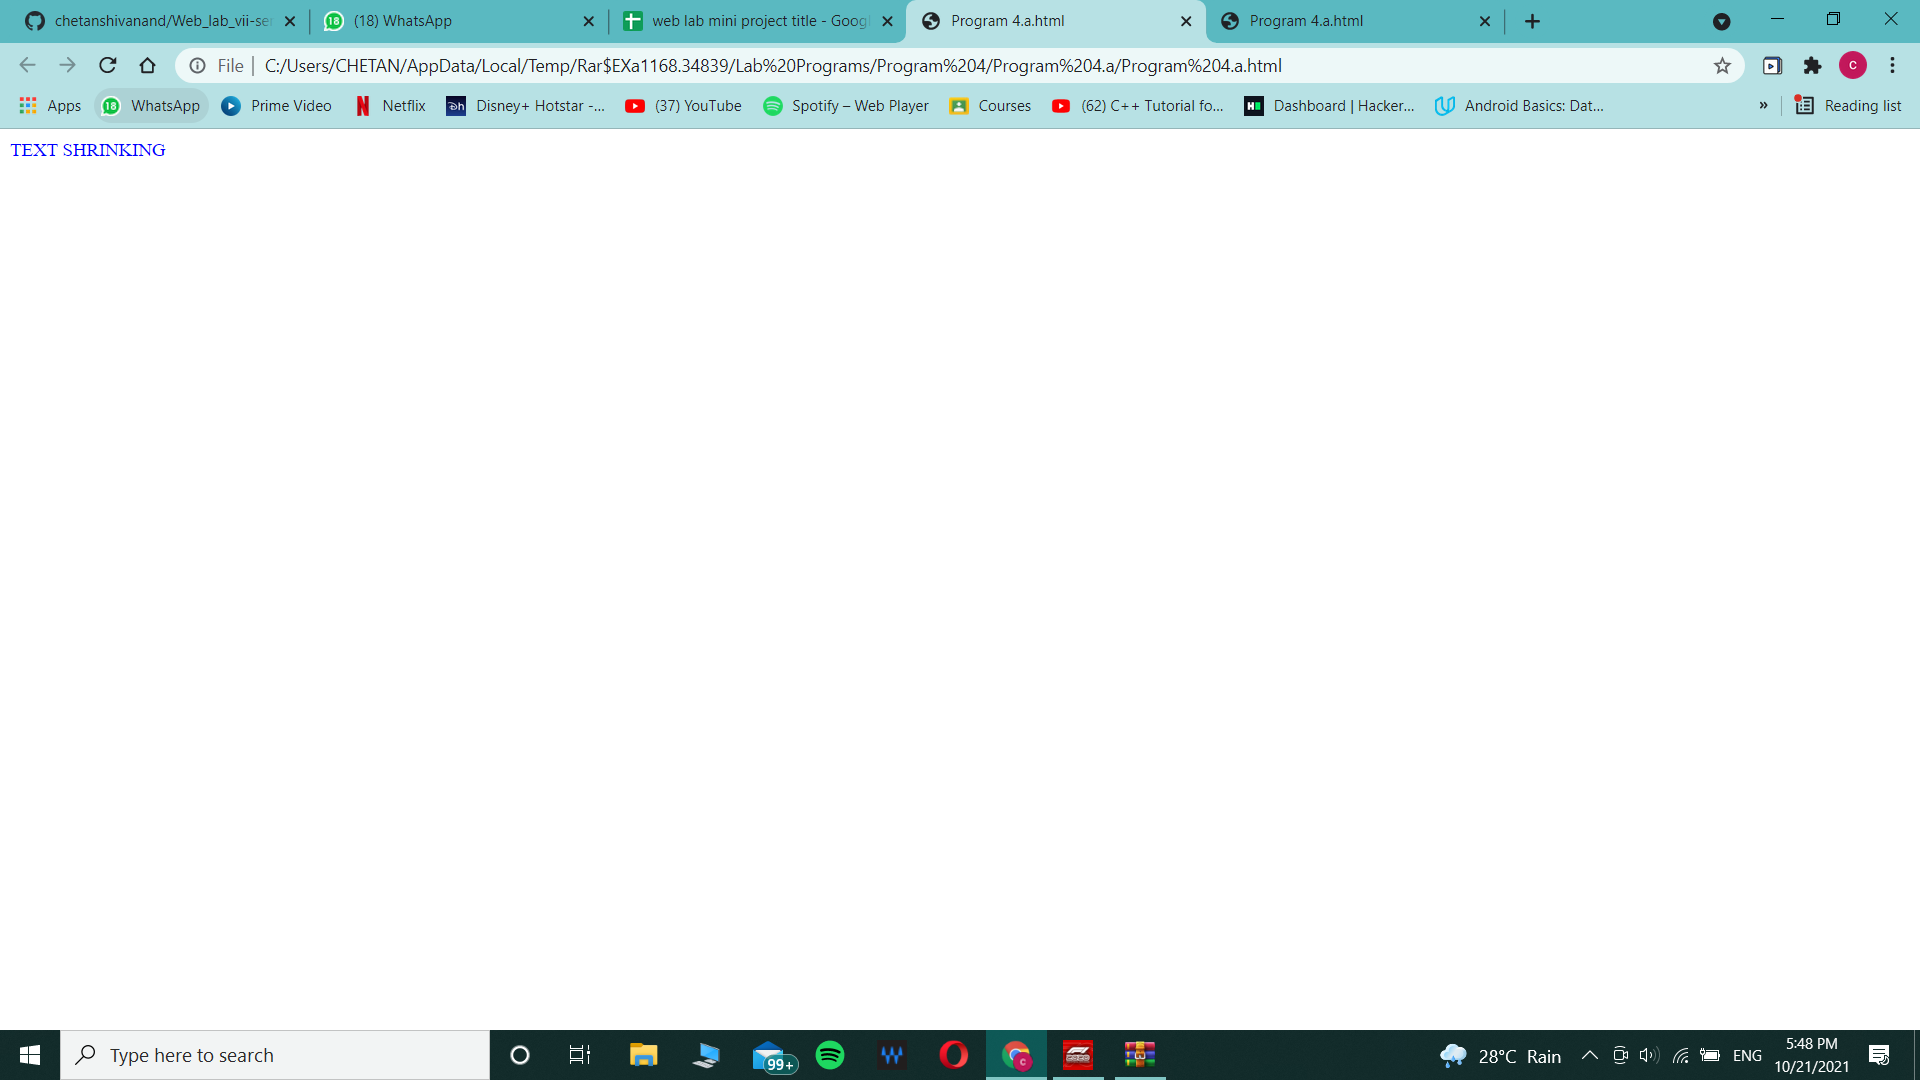 chetanshivanand/Web_lab_vii-se
(18) WhatsApp
web lab mini project title - Goog
Program 4.a.html
Program 4.a.html
File
C:/Users/CHETAN/AppData/Local/Temp/Rar$EXa1168.34839/Lab%20Programs/Program%204/Program%204.a/Program%204.a.html
C
Apps
18
WhatsApp
Prime Video
Netflix
Disney+ Hotstar -...
(37) YouTube
Spotify – Web Player
Courses
(62) C++ Tutorial fo...
Dashboard | Hacker...
Android Basics: Dat...
»
Reading list
TEXT SHRINKING
Type here to search
99+
28°C Rain
ENG
5:48 PM
10/21/2021